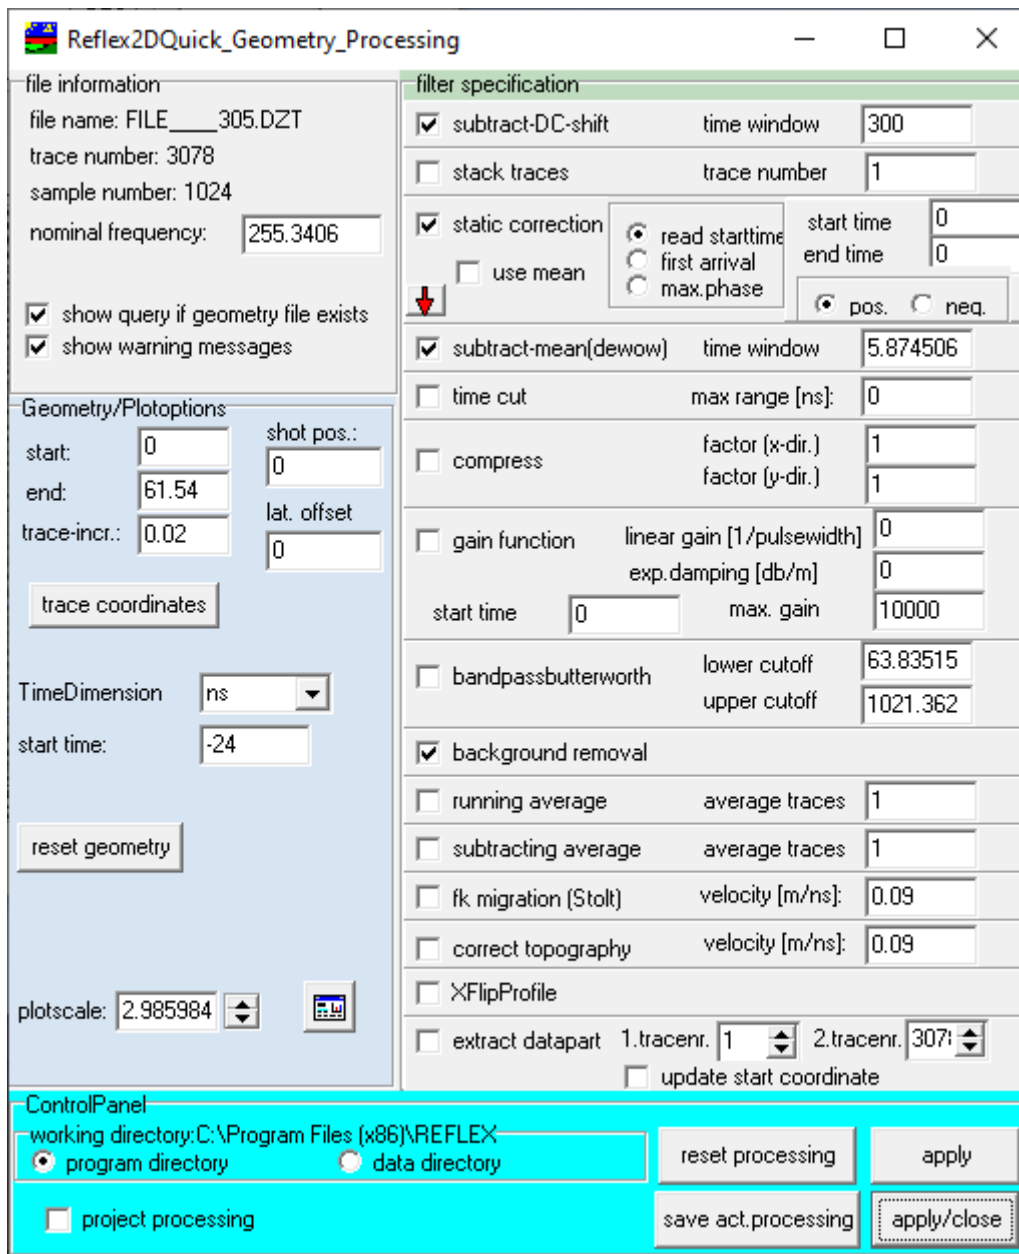 Reflex2DQuick_Geometry_Processing
file information
file name: FILE____305.DZT
trace number: 3078
sample number: 1024
nominal frequency: 255.3406
show query if geometry file exists
show warning messages
Geometry/Plotoptions
start: 0
shot pos.:
0
end: 61.54
trace-incr.: 0.02
lat. offset
0
trace coordinates
TimeDimension ns
start time: -24
reset geometry
plotscale: 2.985984
filter specification
subtract-DC-shift time window 300
stack traces trace number 1
static correction read starttime start time 0
use mean first arrival end time 0
max.phase pos. neg.
subtract-mean(dewow) time window 5.874506
time cut max range [ns]: 0
compress factor (x-dir.) 1
factor (y-dir.) 1
gain function linear gain [1/pulsewidth] 0
exp.damping [db/m] 0
start time 0 max. gain 10000
bandpassbutterworth lower cutoff 63.83515
upper cutoff 1021.362
background removal
running average average traces 1
subtracting average average traces 1
fk migration (Stolt) velocity [m/ns]: 0.09
correct topography velocity [m/ns]: 0.09
XFlipProfile
extract datapart 1.tracenr. 1 2.tracenr. 307
update start coordinate
ControlPanel
working directory:C:\Program Files (x86)\REFLEX
program directory data directory
reset processing apply
project processing
save act.processing apply/close